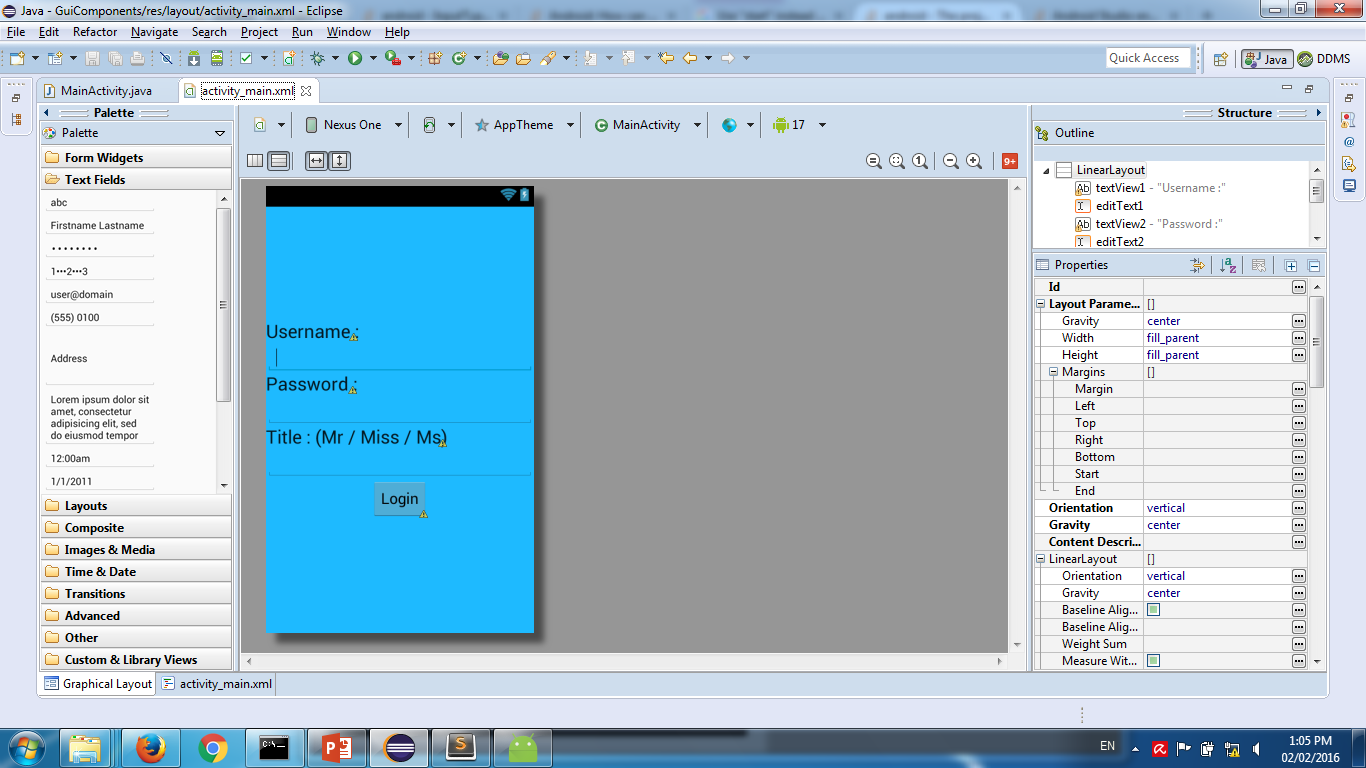 Java - GuiComponents/res/layout/activity_main.xml - Eclipse
File Edit Refactor Navigate Search Project Run Window Help
Quick Access
Java
DDMS
MainActivity.java
activity_main.xml
Palette
Palette
Form Widgets
Text Fields
abc
Firstname Lastname
••••••••
1•••2•••3
user@domain
(555) 0100
Address
Lorem ipsum dolor sit
amet, consectetur
adipisicing elit, sed
do eiusmod tempor
12:00am
1/1/2011
Layouts
Composite
Images & Media
Time & Date
Transitions
Advanced
Other
Custom & Library Views
Graphical Layout
activity_main.xml
Nexus One
AppTheme
MainActivity
17
1
9+
Username :
Password :
Title : (Mr / Miss / Ms)
Login
Structure
Outline
LinearLayout
Ab textView1 - "Username :"
I editText1
Ab textView2 - "Password :"
I editText2
Properties
Id
Layout Parame... []
Gravity center
Width fill_parent
Height fill_parent
Margins []
Margin
Left
Top
Right
Bottom
Start
End
Orientation vertical
Gravity center
Content Descri...
LinearLayout []
Orientation vertical
Gravity center
Baseline Alig...
Baseline Alig...
Weight Sum
Measure Wit...
EN
1:05 PM
02/02/2016